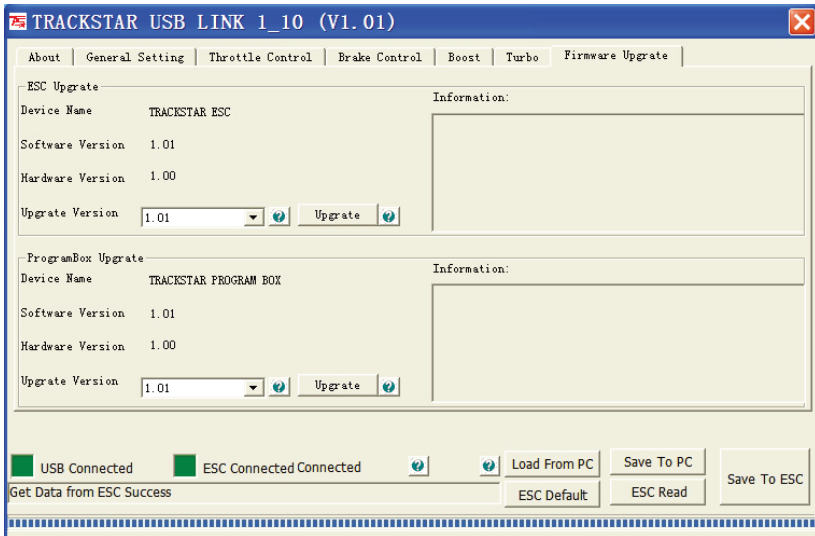 TRACKSTAR USB LINK 1_10 (V1.01)
About General Setting Throttle Control Brake Control Boost Turbo Firmware Upgrate
ESC Upgrate
Information:
Device Name TRACKSTAR ESC
Software Version 1.01
Hardware Version 1.00
Upgrate Version 1.01 ? Upgrate ?
ProgramBox Upgrate
Information:
Device Name TRACKSTAR PROGRAM BOX
Software Version 1.01
Hardware Version 1.00
Upgrate Version 1.01 ? Upgrate ?
USB Connected ESC Connected Connected ? ? Load From PC Save To PC Save To ESC
Get Data from ESC Success ESC Default ESC Read